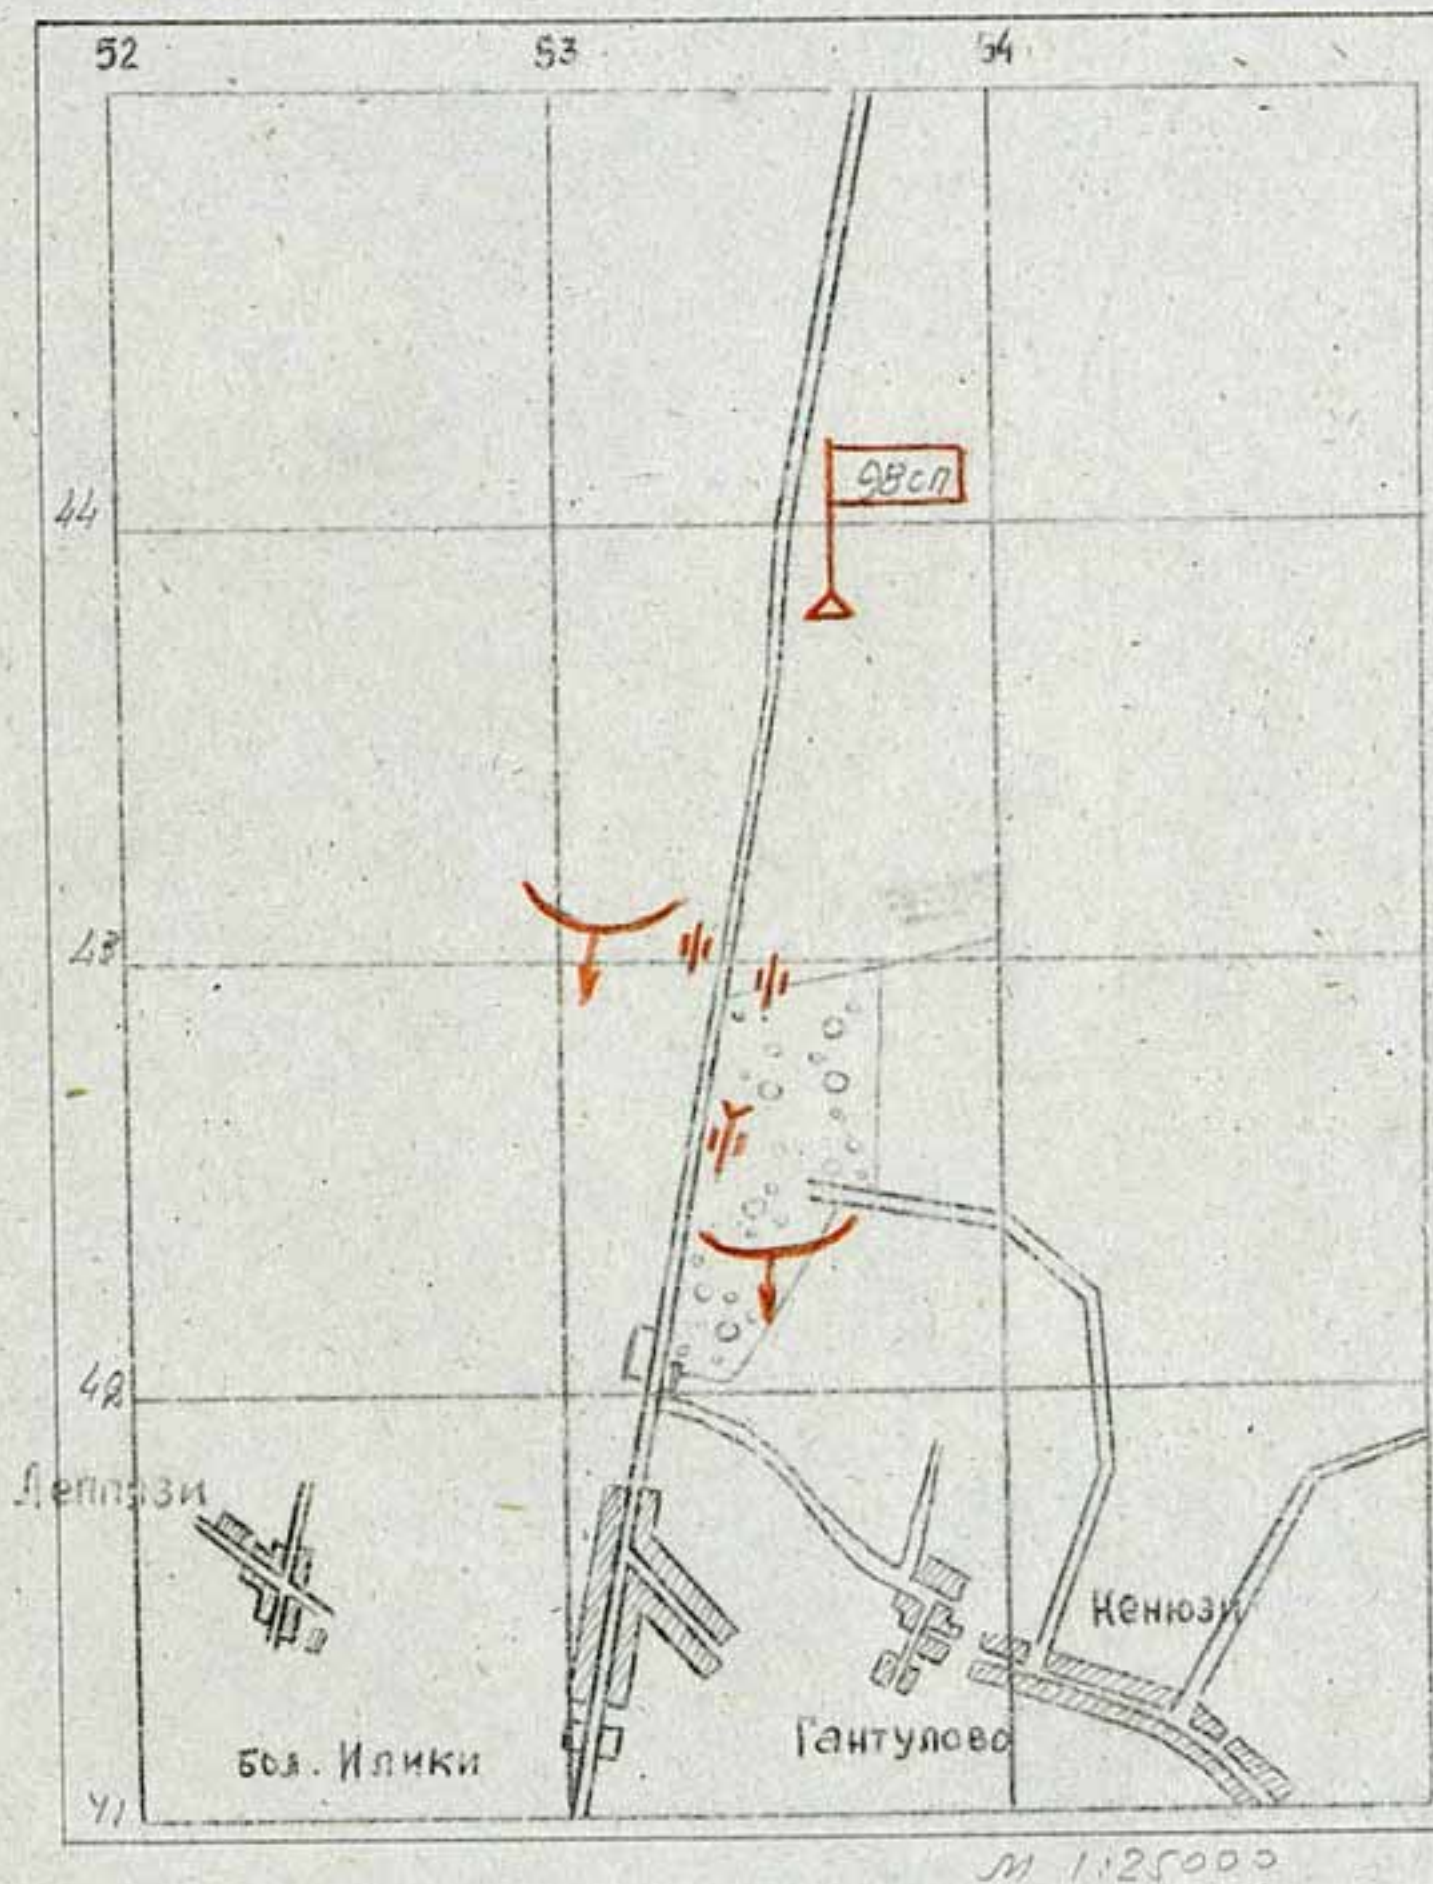 52 53 54
98сп
44
43
42
Леппязи
Кенюзи
Гантулово
бол. Илики
41
М 1:25000